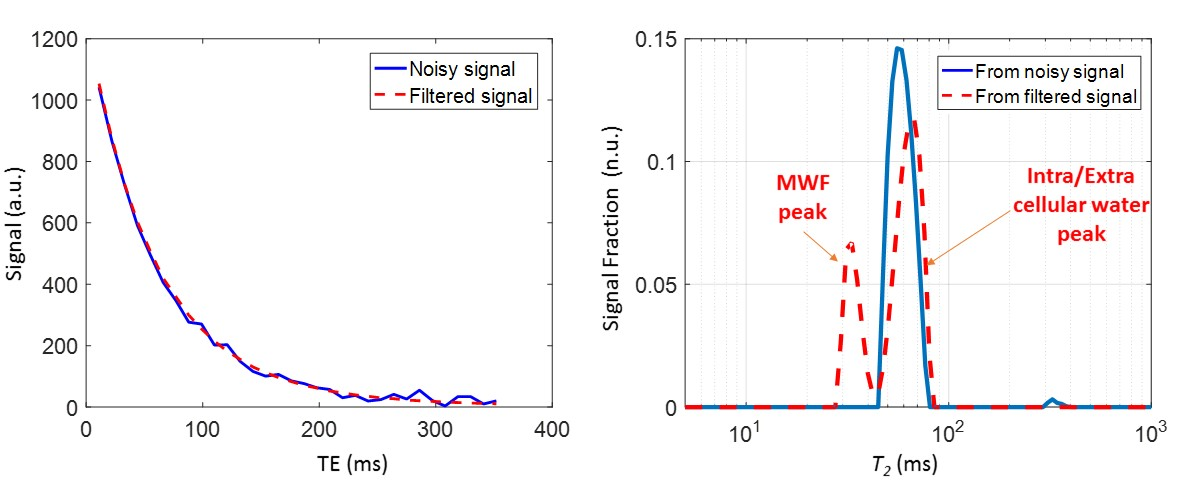 1200
1000
800
600
400
200
0
Signal (a.u.)
0
100
200
300
400
TE (ms)
Noisy signal
Filtered signal
0.15
0.1
0.05
0
Signal Fraction (n.u.)
10¹
10²
10³
T₂ (ms)
From noisy signal
From filtered signal
MWF
peak
Intra/Extra
cellular water
peak